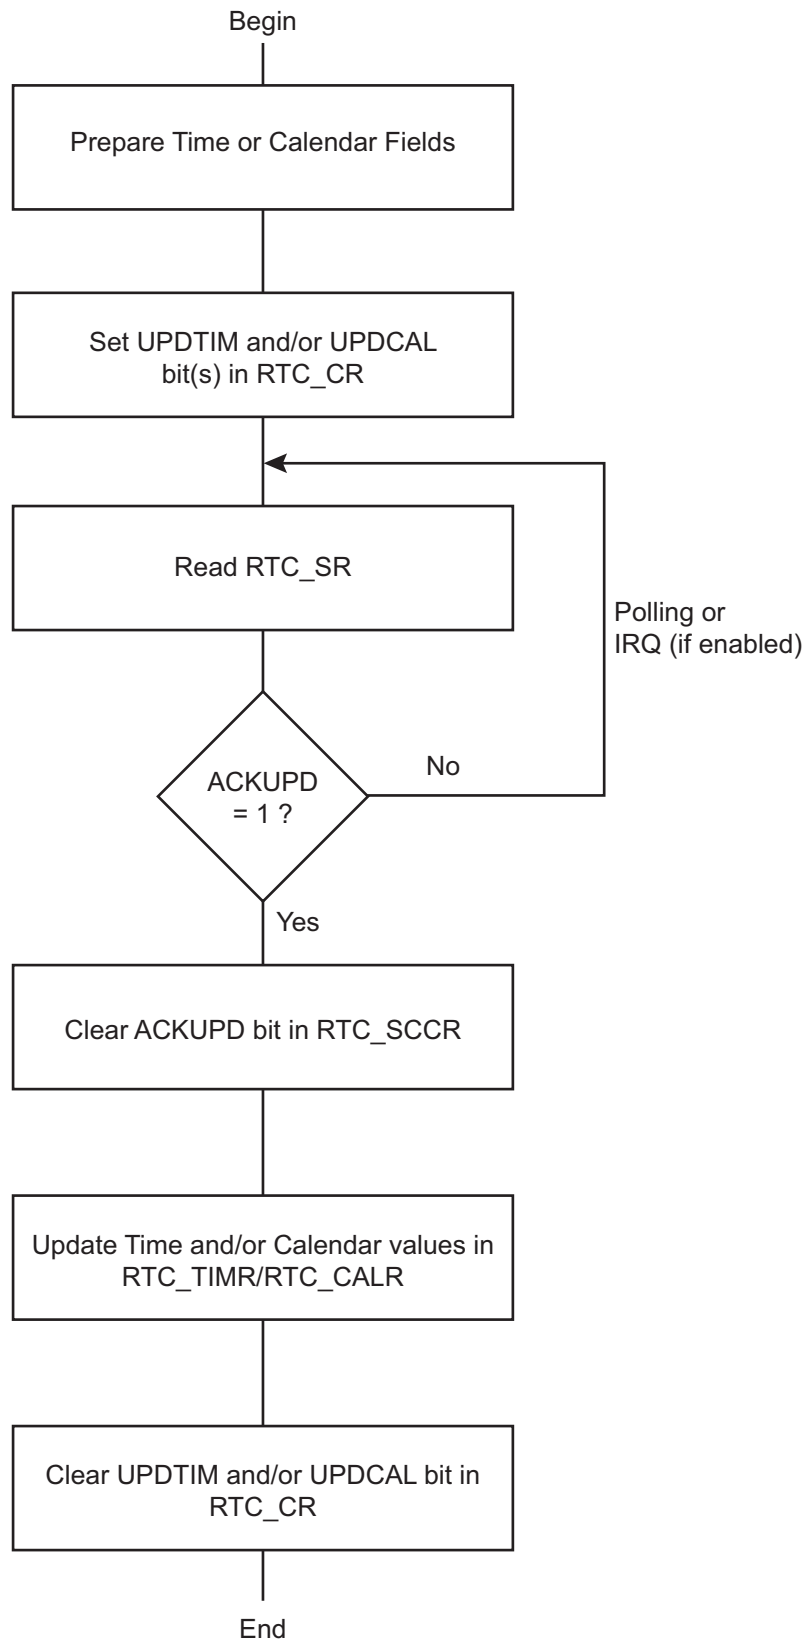 Begin
Prepare Time or Calendar Fields
Set UPDTIM and/or UPDCAL
bit(s) in RTC_CR
Read RTC_SR
Polling or
IRQ (if enabled)
ACKUPD
= 1 ?
No
Yes
Clear ACKUPD bit in RTC_SCCR
Update Time and/or Calendar values in
RTC_TIMR/RTC_CALR
Clear UPDTIM and/or UPDCAL bit in
RTC_CR
End